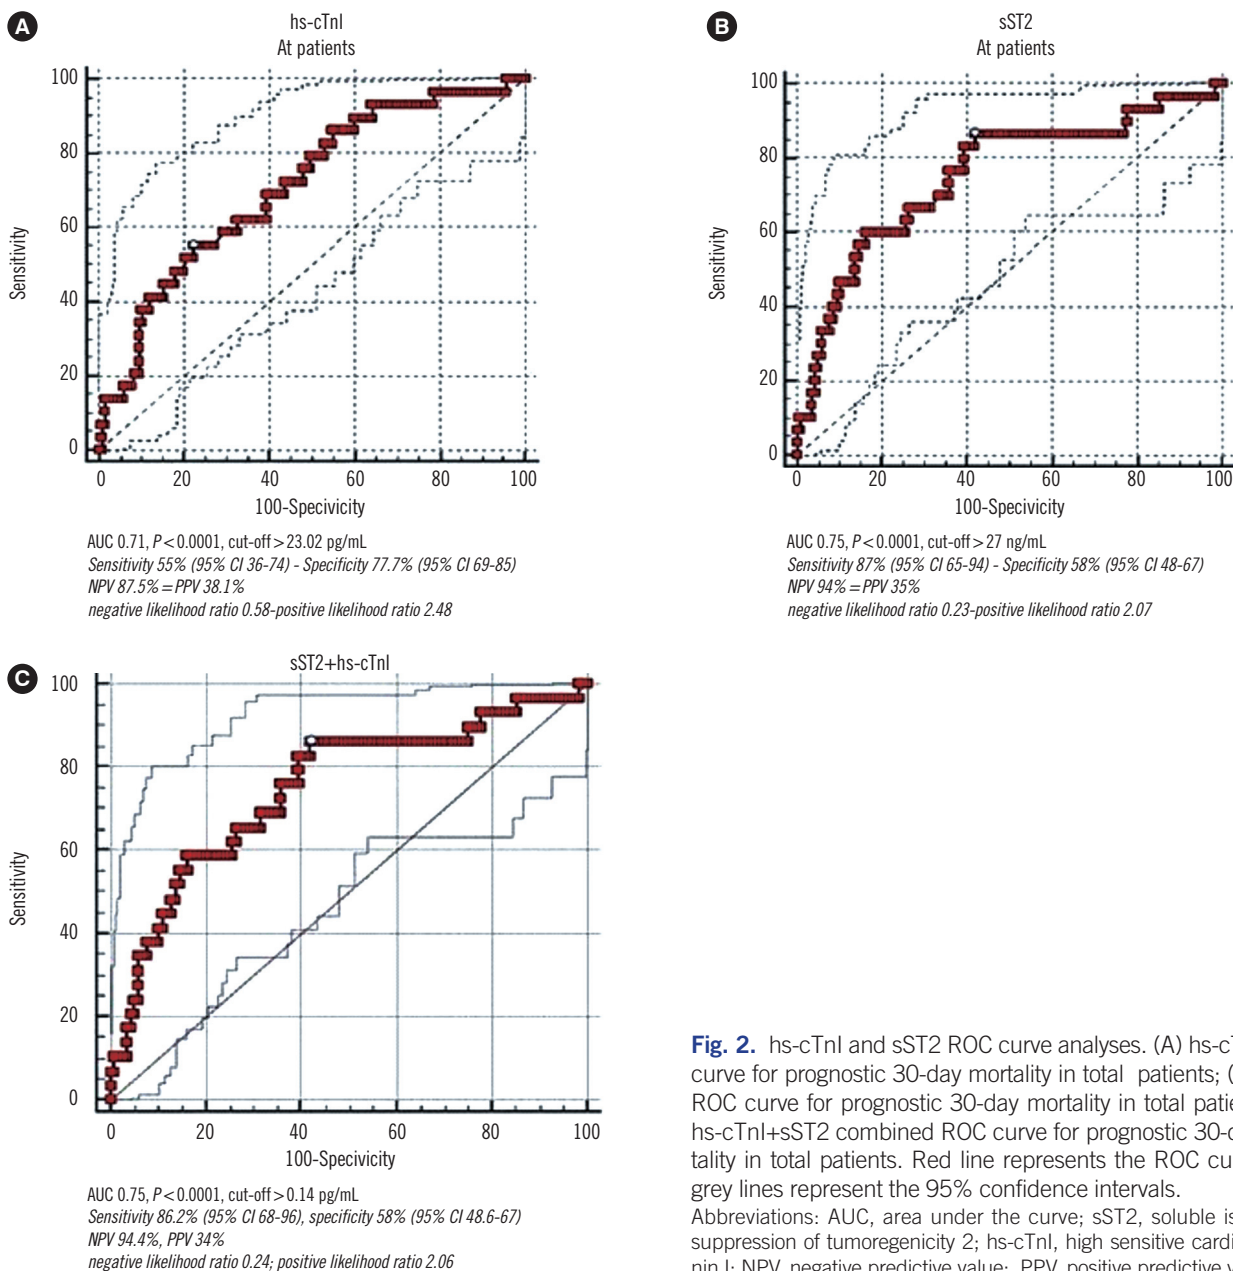 A
hs-cTnI
At patients
100
80
60
40
20
0
Sensitivity
0 20 40 60 80 100
100-Specivicity
AUC 0.71, P<0.0001, cut-off>23.02 pg/mL
Sensitivity 55% (95% CI 36-74) - Specificity 77.7% (95% CI 69-85)
NPV 87.5%=PPV 38.1%
negative likelihood ratio 0.58-positive likelihood ratio 2.48
B
sST2
At patients
100
80
60
40
20
0
Sensitivity
0 20 40 60 80 100
100-Specivicity
AUC 0.75, P<0.0001, cut-off>27 ng/mL
Sensitivity 87% (95% CI 65-94) - Specificity 58% (95% CI 48-67)
NPV 94%=PPV 35%
negative likelihood ratio 0.23-positive likelihood ratio 2.07
C
sST2+hs-cTnI
100
80
60
40
20
0
Sensitivity
0 20 40 60 80 100
100-Specivicity
AUC 0.75, P<0.0001, cut-off>0.14 pg/mL
Sensitivity 86.2% (95% CI 68-96), specificity 58% (95% CI 48.6-67)
NPV 94.4%, PPV 34%
negative likelihood ratio 0.24; positive likelihood ratio 2.06
Fig. 2. hs-cTnI and sST2 ROC curve analyses. (A)
curve for prognostic 30-day mortality in total patients;
ROC curve for prognostic 30-day mortality in total
hs-cTnI+sST2 combined ROC curve for prognostic
tality in total patients. Red line represents the ROC
grey lines represent the 95% confidence intervals.
Abbreviations: AUC, area under the curve; sST2, soluble
suppression of tumoregenicity 2; hs-cTnI, high sensitive
nin I; NPV, negative predictive value; PPV, positive predictive